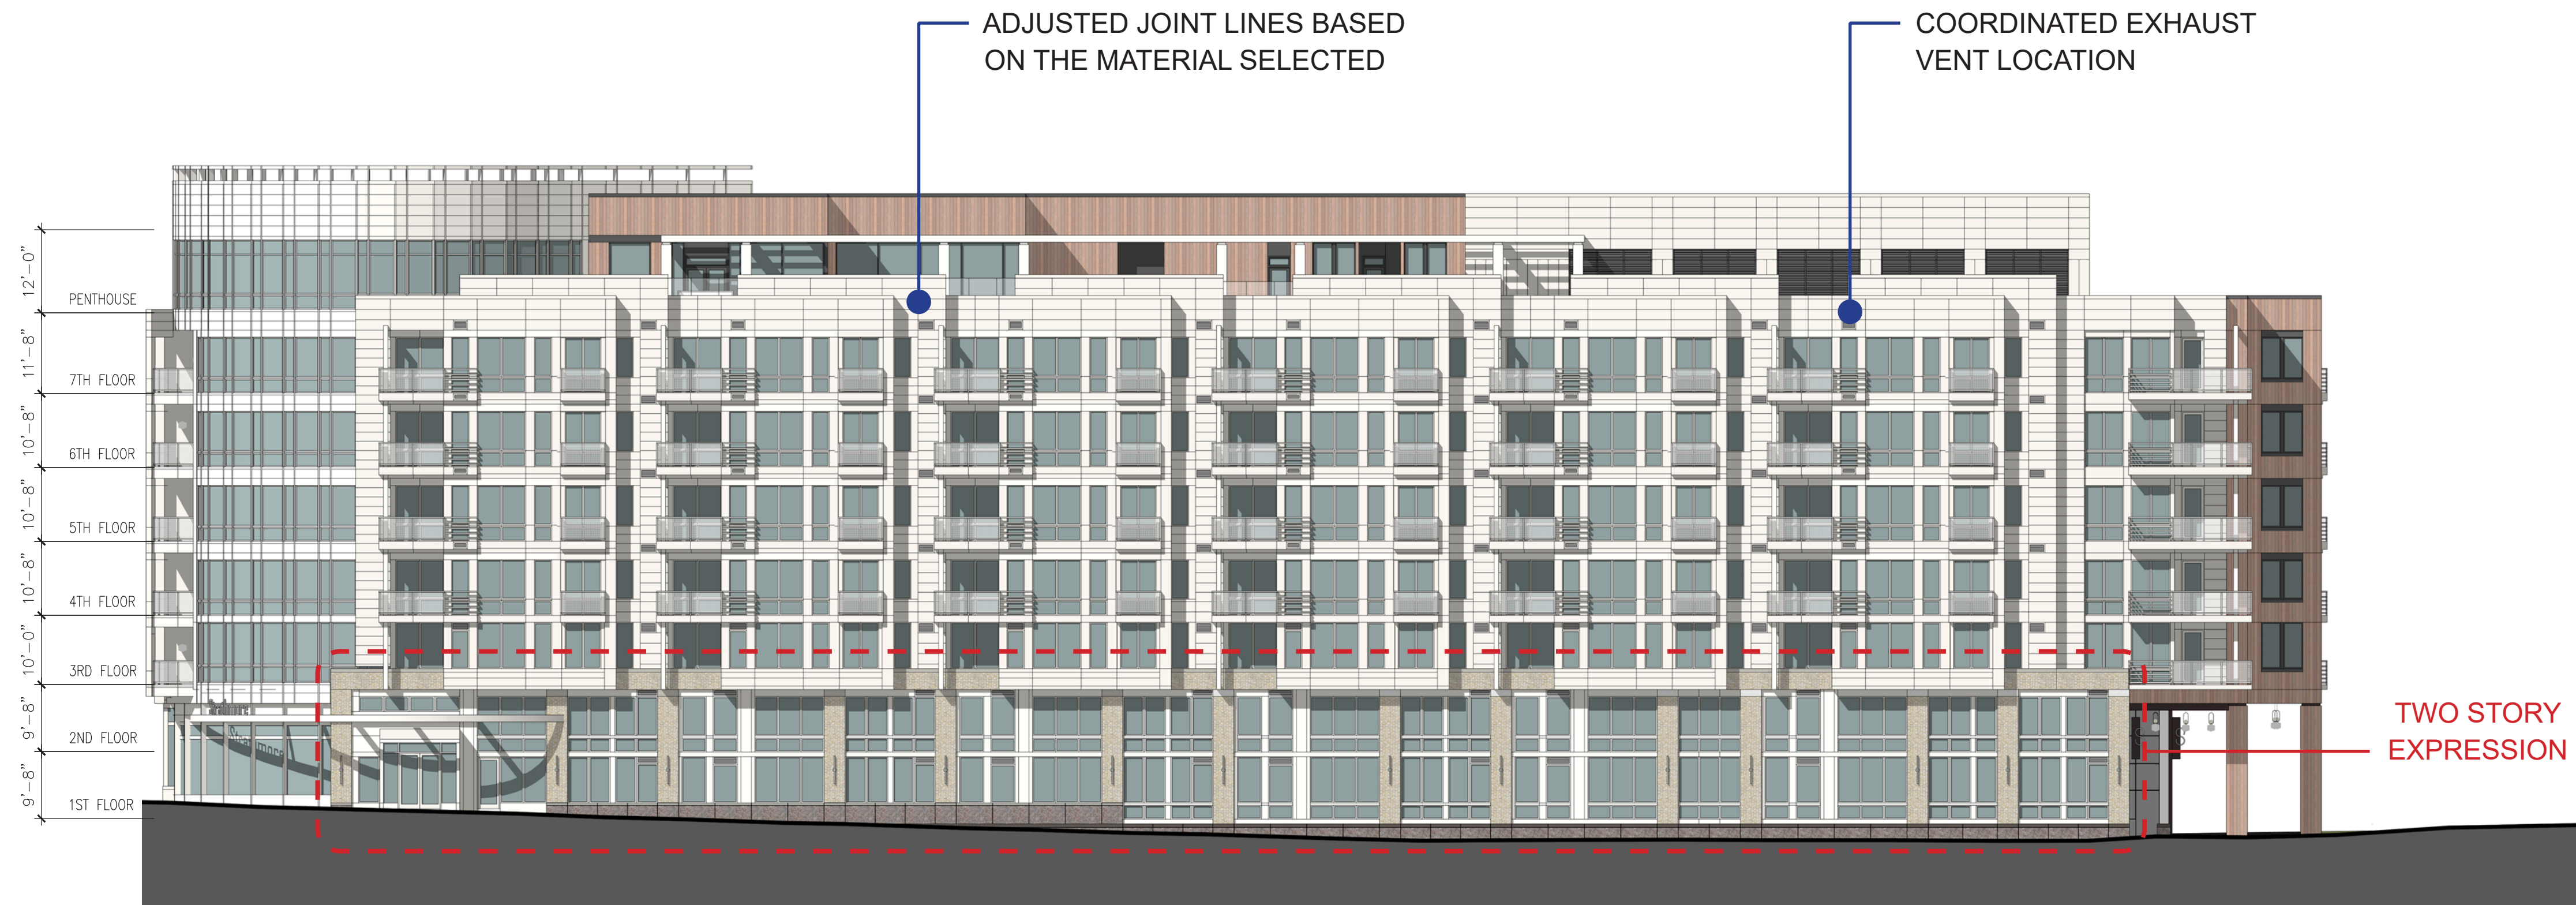 ADJUSTED JOINT LINES BASED
ON THE MATERIAL SELECTED
COORDINATED EXHAUST
VENT LOCATION
12'-0"
PENTHOUSE
11'-8"
7TH FLOOR
10'-8"
6TH FLOOR
10'-8"
5TH FLOOR
10'-8"
4TH FLOOR
10'-0"
3RD FLOOR
9'-8"
2ND FLOOR
9'-8"
1ST FLOOR
TWO STORY
EXPRESSION